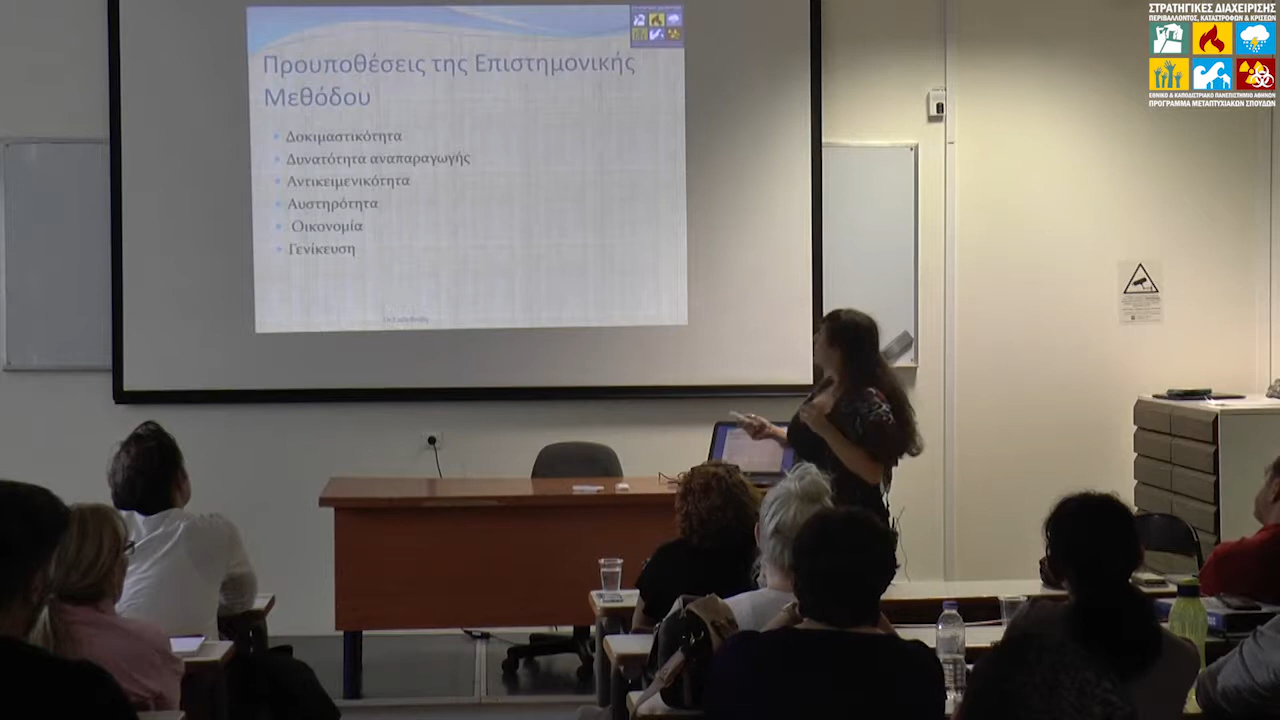 ΣΤΡΑΤΗΓΙΚΕΣ ΔΙΑΧΕΙΡΙΣΗΣ
ΠΕΡΙΒΑΛΛΟΝΤΟΣ, ΚΑΤΑΣΤΡΟΦΩΝ & ΚΡΙΣΕΩΝ
ΕΘΝΙΚΟ & ΚΑΠΟΔΙΣΤΡΙΑΚΟ ΠΑΝΕΠΙΣΤΗΜΙΟ ΑΘΗΝΩΝ
ΠΡΟΓΡΑΜΜΑ ΜΕΤΑΠΤΥΧΙΑΚΩΝ ΣΠΟΥΔΩΝ
Προυποθέσεις της Επιστημονικής
Μεθόδου
Δοκιμαστικότητα
Δυνατότητα αναπαραγωγής
Αντικειμενικότητα
Αυστηρότητα
Οικονομία
Γενίκευση